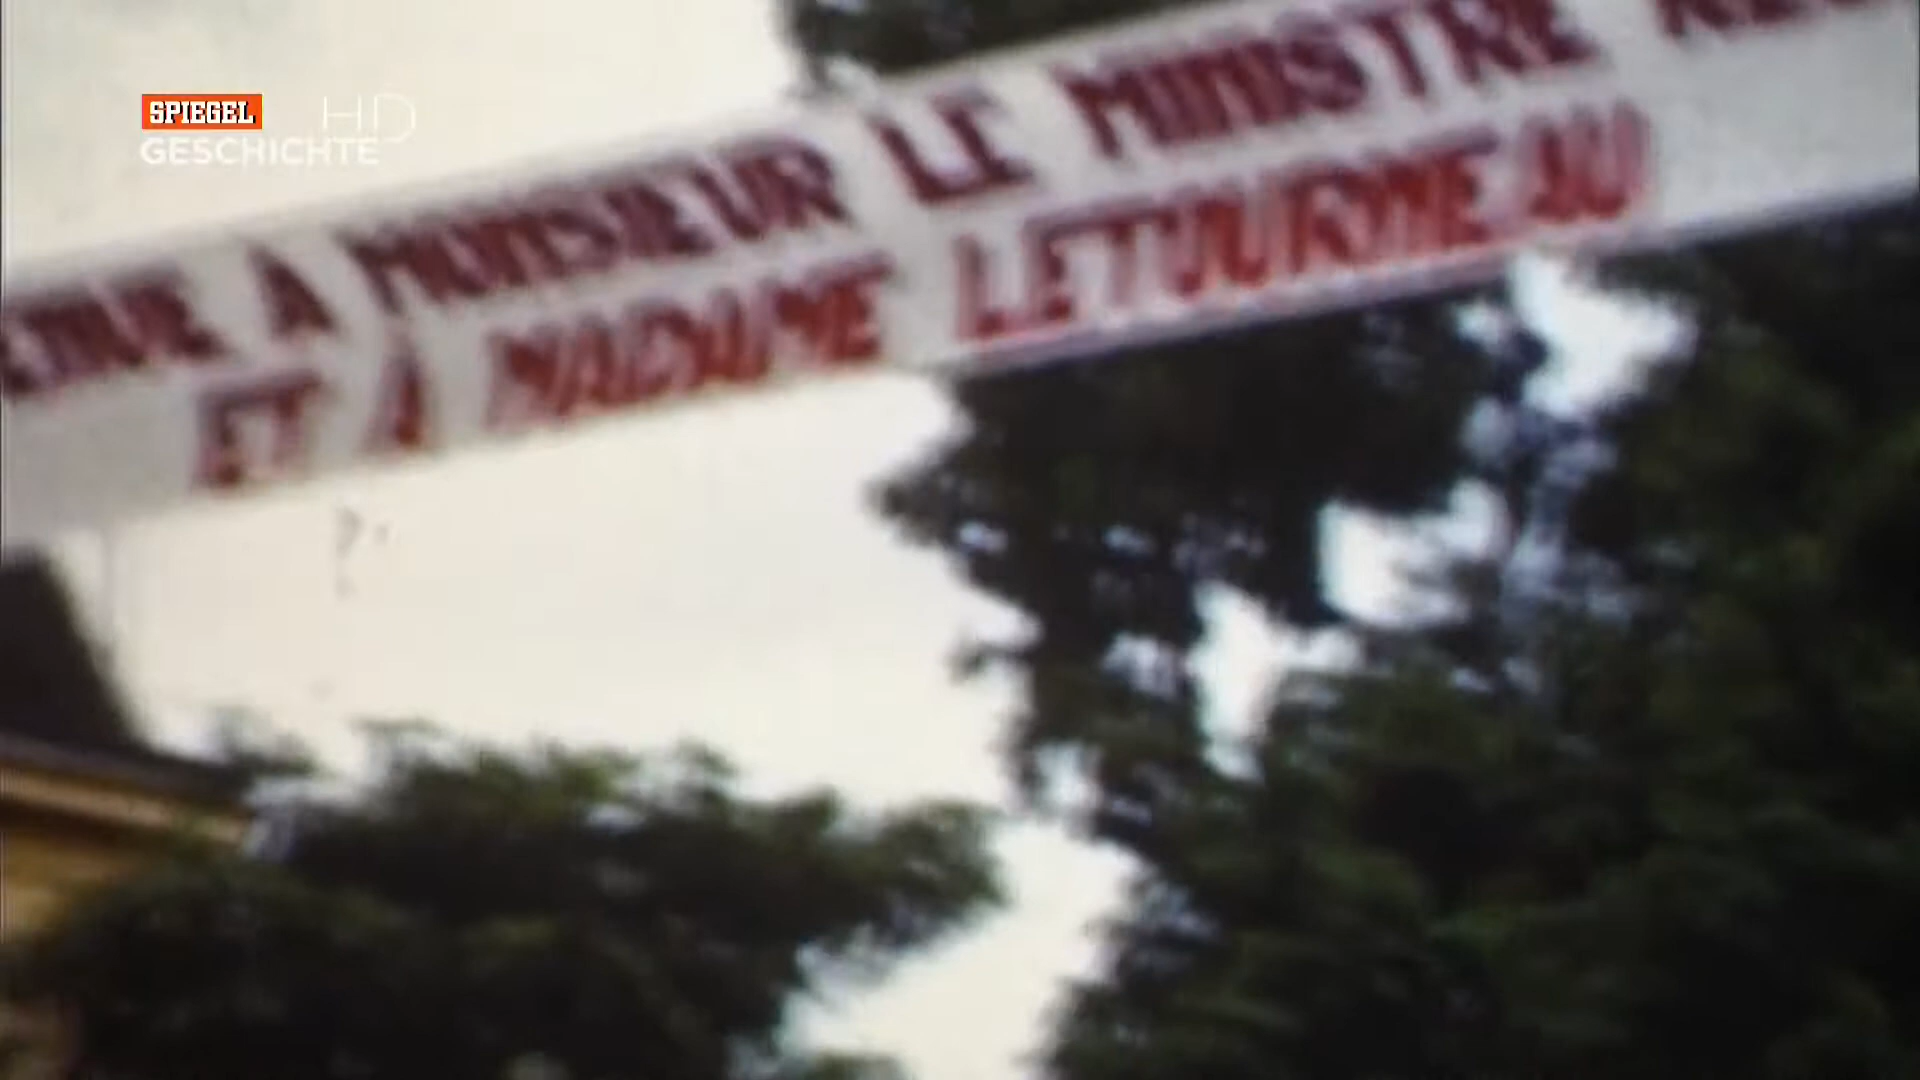 SPIEGEL
GESCHICHTE HD
A MONSIEUR LE MINISTRE
ET A MADAME LETOURNEAU